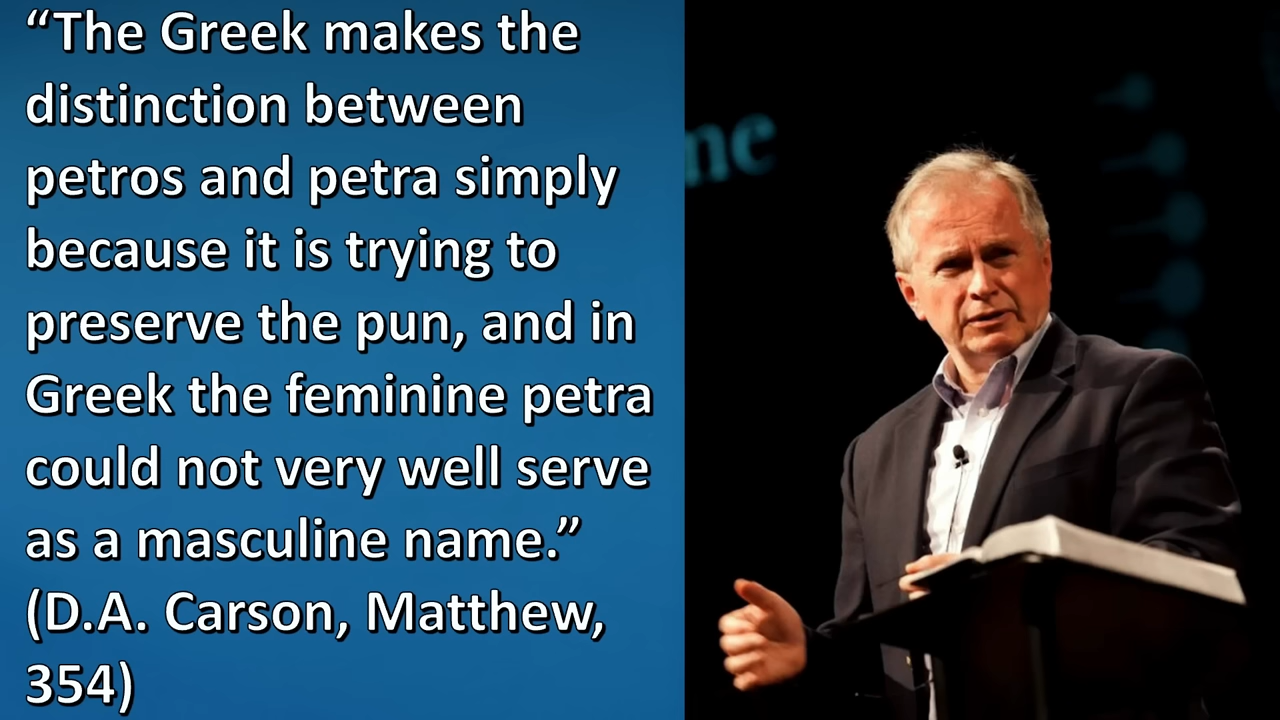 “The Greek makes the
distinction between
petros and petra simply
because it is trying to
preserve the pun, and in
Greek the feminine petra
could not very well serve
as a masculine name.”
(D.A. Carson, Matthew,
354)
me